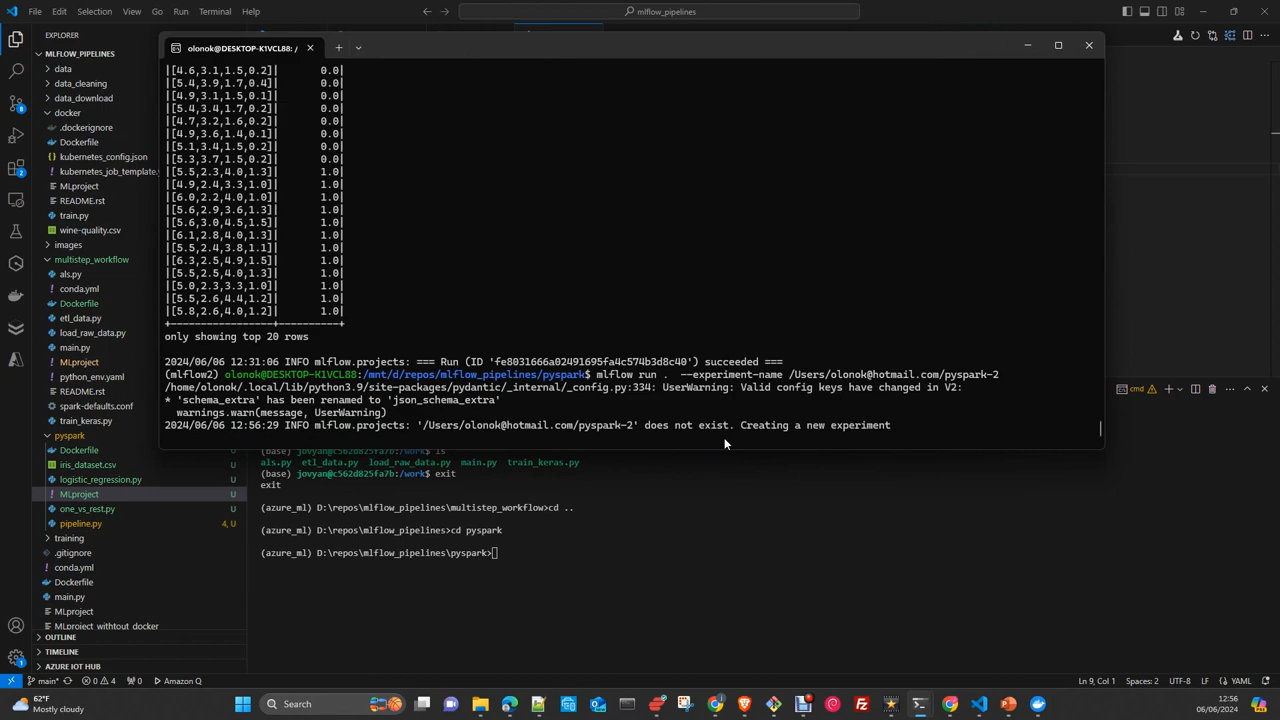 File Edit Selection View Go Run Terminal Help
mlflow_pipelines
EXPLORER
MLFLOW_PIPELINES
data
data_cleaning
data_download
docker
.dockerignore
Dockerfile
kubernetes_config.json
kubernetes_job_template.
MLproject
README.rst
train.py
wine-quality.csv
images
multistep_workflow
als.py
conda.yml
Dockerfile
etl_data.py
load_raw_data.py
main.py
MLproject
python_env.yaml
README.rst
spark-defaults.conf
train_keras.py
pyspark
Dockerfile U
iris_dataset.csv U
logistic_regression.py U
MLproject U
one_vs_rest.py U
pipeline.py 4, U
training
.gitignore
conda.yml
Dockerfile
main.py
MLproject
MLproject_without_docker
OUTLINE
TIMELINE
AZURE IOT HUB
olonok@DESKTOP-K1VCL88: /
|[4.6,3.1,1.5,0.2]| 0.0|
|[5.4,3.9,1.7,0.4]| 0.0|
|[4.9,3.1,1.5,0.1]| 0.0|
|[5.4,3.4,1.7,0.2]| 0.0|
|[4.7,3.2,1.6,0.2]| 0.0|
|[4.9,3.6,1.4,0.1]| 0.0|
|[5.1,3.4,1.5,0.2]| 0.0|
|[5.3,3.7,1.5,0.2]| 0.0|
|[5.5,2.3,4.0,1.3]| 1.0|
|[4.9,2.4,3.3,1.0]| 1.0|
|[6.0,2.2,4.0,1.0]| 1.0|
|[5.6,2.9,3.6,1.3]| 1.0|
|[5.6,3.0,4.5,1.5]| 1.0|
|[6.1,2.8,4.0,1.3]| 1.0|
|[5.5,2.4,3.8,1.1]| 1.0|
|[6.3,2.5,4.9,1.5]| 1.0|
|[5.5,2.5,4.0,1.3]| 1.0|
|[5.0,2.3,3.3,1.0]| 1.0|
|[5.5,2.6,4.4,1.2]| 1.0|
|[5.8,2.6,4.0,1.2]| 1.0|
+-----------------+----------+
only showing top 20 rows
2024/06/06 12:31:06 INFO mlflow.projects: === Run (ID 'fe8031666a02491695fa4c574b3d8c40') succeeded ===
(mlflow2) olonok@DESKTOP-K1VCL88:/mnt/d/repos/mlflow_pipelines/pyspark$ mlflow run . --experiment-name /Users/olonok@hotmail.com/pyspark-2
/home/olonok/.local/lib/python3.9/site-packages/pydantic/_internal/_config.py:334: UserWarning: Valid config keys have changed in V2:
* 'schema_extra' has been renamed to 'json_schema_extra'
warnings.warn(message, UserWarning)
2024/06/06 12:56:29 INFO mlflow.projects: '/Users/olonok@hotmail.com/pyspark-2' does not exist. Creating a new experiment
cmd
(base) jovyan@c562d825fa7b:/work$ ls
als.py etl_data.py load_raw_data.py main.py train_keras.py
(base) jovyan@c562d825fa7b:/work$ exit
exit
(azure_ml) D:\repos\mlflow_pipelines\multistep_workflow>cd ..
(azure_ml) D:\repos\mlflow_pipelines>cd pyspark
(azure_ml) D:\repos\mlflow_pipelines\pyspark>
main* 0 4 0 Amazon Q
Ln 9, Col 1 Spaces: 2 UTF-8 LF YAML
62°F
Mostly cloudy
Search
12:56
06/06/2024